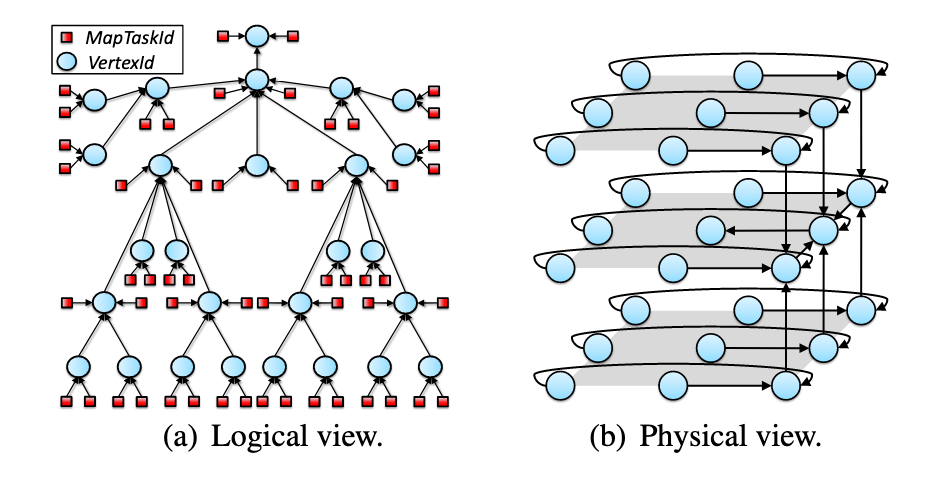 MapTaskId
VertexId
(a) Logical view.
(b) Physical view.